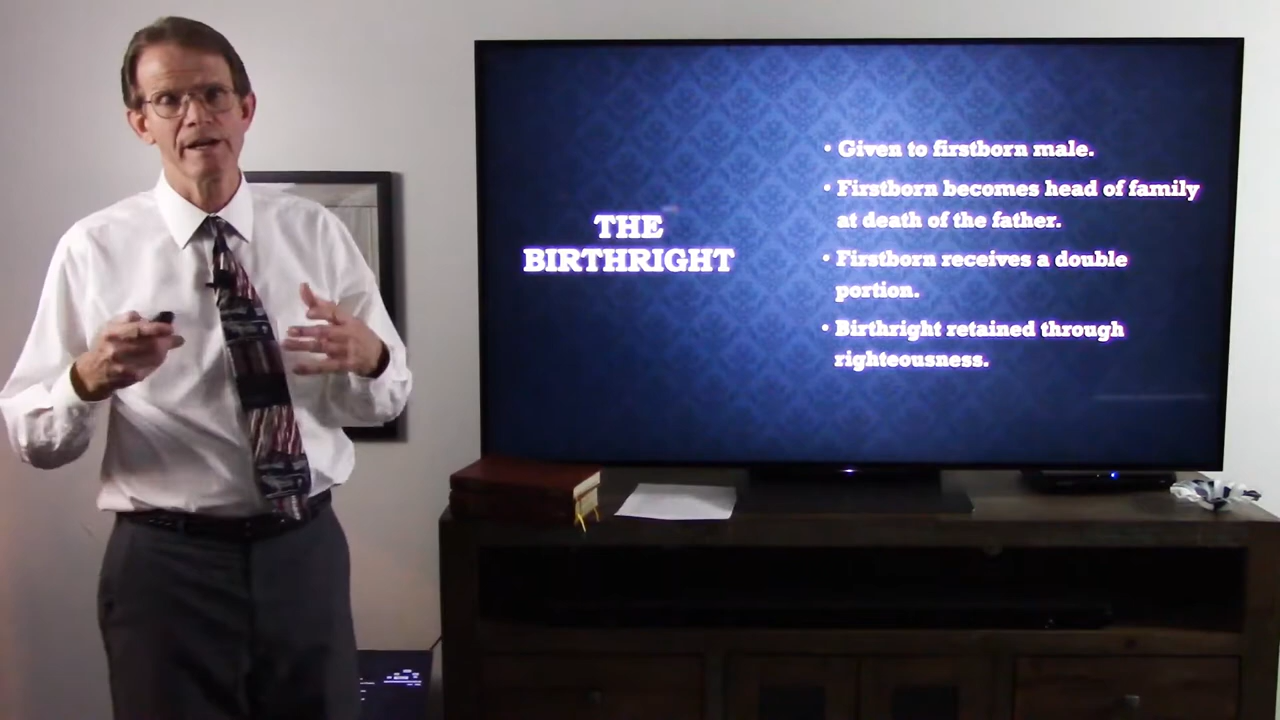 THE
BIRTHRIGHT
• Given to firstborn male.
• Firstborn becomes head of family
at death of the father.
• Firstborn receives a double
portion.
• Birthright retained through
righteousness.